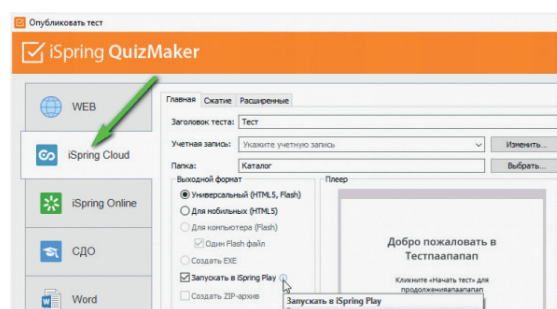 Опубликовать тест
iSpring QuizMaker
WEB
iSpring Cloud
iSpring Online
СДО
Word
Главная Сжатие Расширенные
Заголовок теста: Тест
Учетная запись: Укажите учетную запись Изменить...
Папка: Каталог Выбрать...
Выходной формат
Универсальный (HTML5, Flash)
Для мобильных (HTML5)
Для компьютера (Flash)
Один Flash файл
Создать EXE
Запускать в iSpring Play
Создать ZIP-архив
Запускать в iSpring Play
Плеер
Добро пожаловать в
Тестпаапапап
Кликните «Начать тест» для
продолженияпаапапап